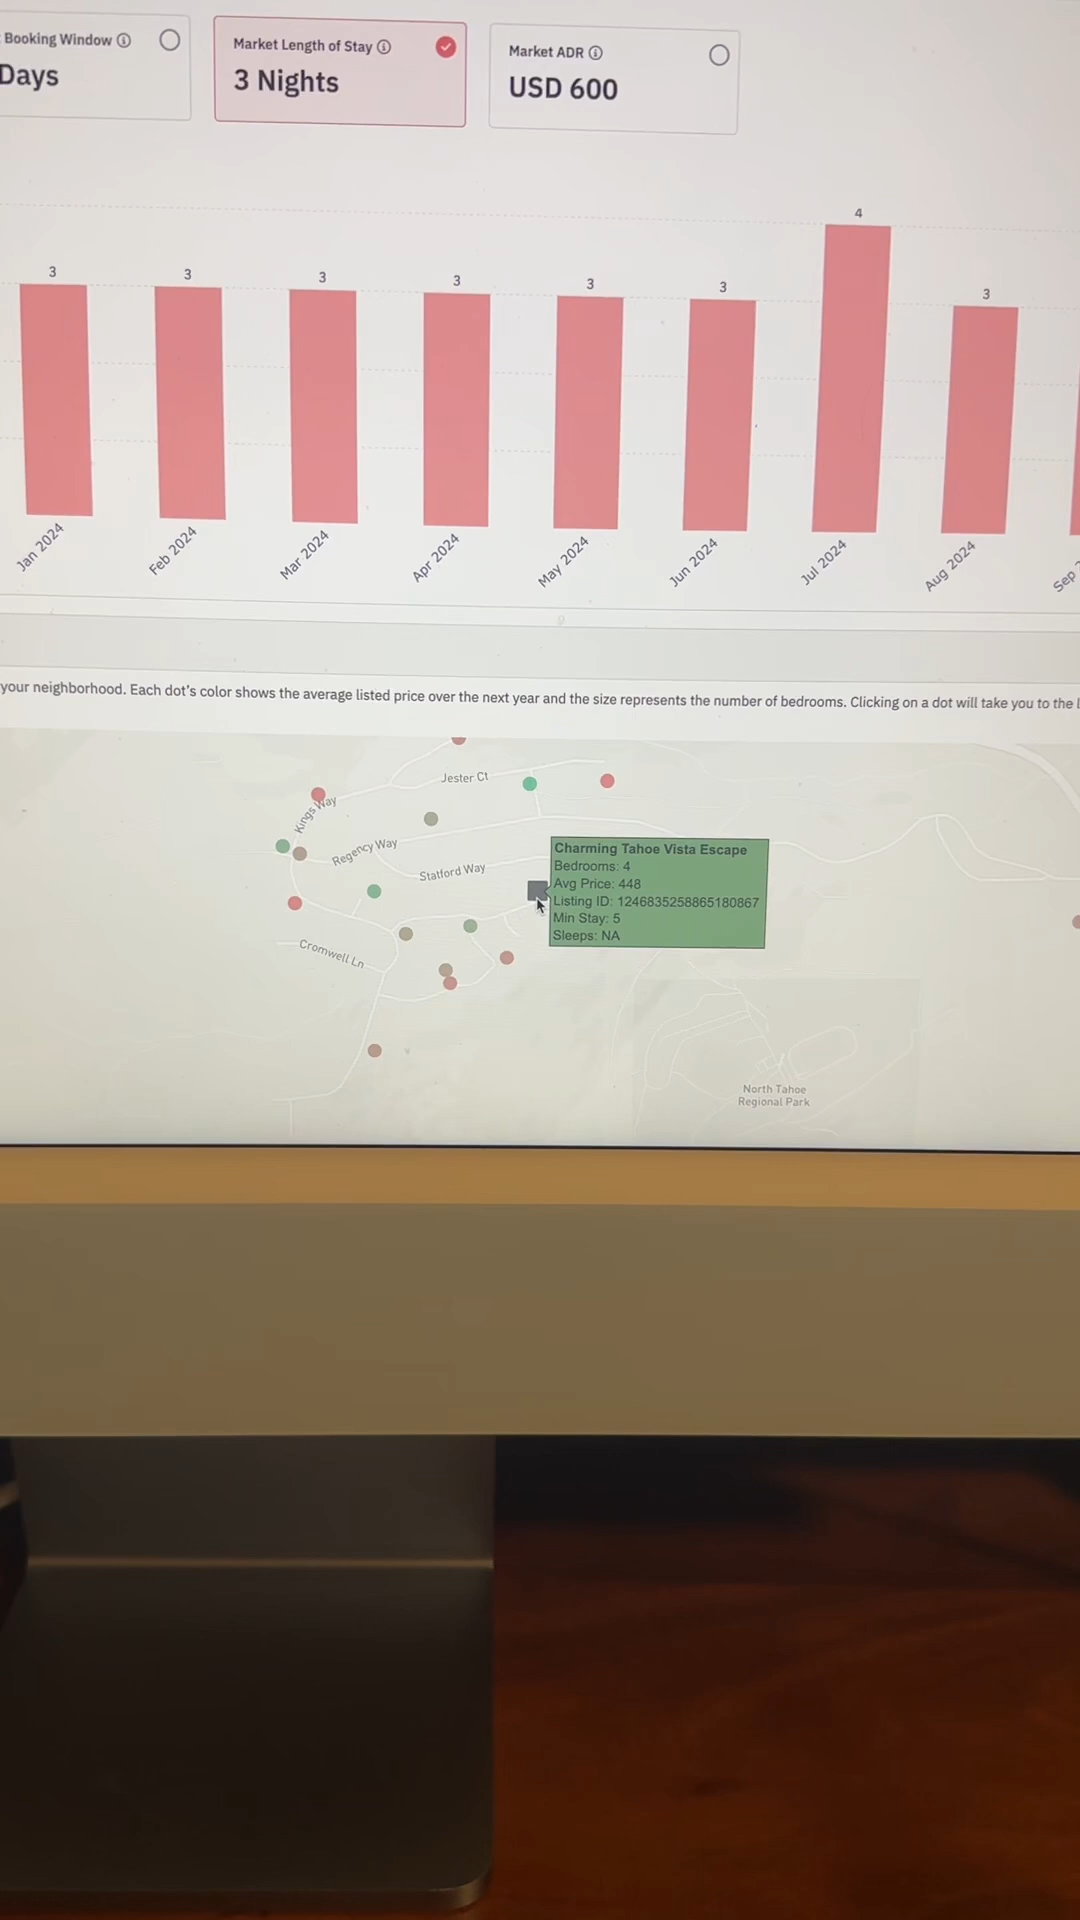 Booking Window
Days
Market Length of Stay
3 Nights
Market ADR
USD 600
3
3
3
3
3
3
4
3
Jan 2024
Feb 2024
Mar 2024
Apr 2024
May 2024
Jun 2024
Jul 2024
Aug 2024
Sep
your neighborhood. Each dot's color shows the average listed price over the next year and the size represents the number of bedrooms. Clicking on a dot will take you to the
Jester Ct
Kings Way
Regency Way
Statford Way
Cromwell Ln
Charming Tahoe Vista Escape
Bedrooms: 4
Avg Price: 448
Listing ID: 1246835258865180867
Min Stay: 5
Sleeps: NA
North Tahoe
Regional Park